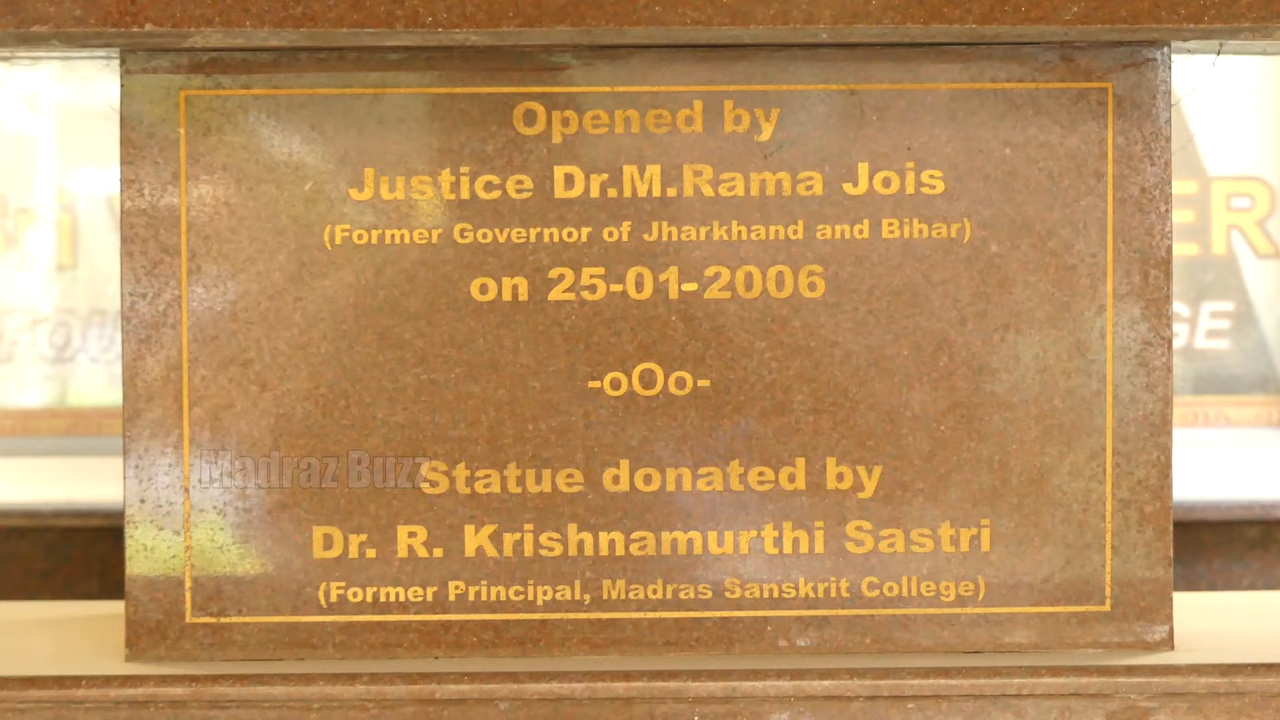 Opened by
Justice Dr.M.Rama Jois
(Former Governor of Jharkhand and Bihar)
on 25-01-2006
-oOo-
Madraz Buzz
Statue donated by
Dr. R. Krishnamurthi Sastri
(Former Principal, Madras Sanskrit College)